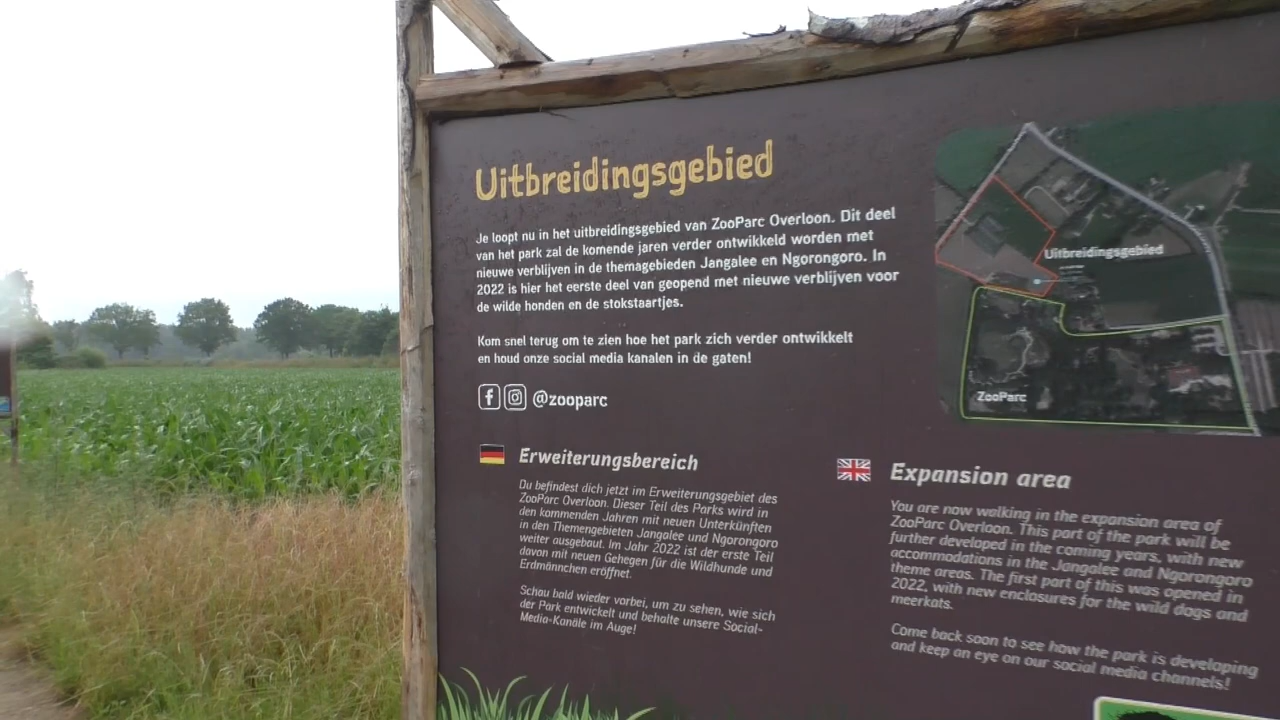 Uitbreidingsgebied
Je loopt nu in het uitbreidingsgebied van ZooParc Overloon. Dit deel
van het park zal de komende jaren verder ontwikkeld worden met
nieuwe verblijven in de themagebieden Jangalee en Ngorongoro. In
2022 is hier het eerste deel van geopend met nieuwe verblijven voor
de wilde honden en de stokstaartjes.
Kom snel terug om te zien hoe het park zich verder ontwikkelt
en houd onze social media kanalen in de gaten!
@zooparc
Uitbreidingsgebied
ZooParc
Erweiterungsbereich
Du befindest dich jetzt im Erweiterungsgebiet des
ZooParc Overloon. Dieser Teil des Parks wird in
den kommenden Jahren mit neuen Unterkünften
in den Themengebieten Jangalee und Ngorongoro
weiter ausgebaut. Im Jahr 2022 ist der erste Teil
davon mit neuen Gehegen für die Wildhunde und
Erdmännchen eröffnet.
Schau bald wieder vorbei, um zu sehen, wie sich
der Park entwickelt und behalte unsere Social-
Media-Kanäle im Auge!
Expansion area
You are now walking in the expansion area of
ZooParc Overloon. This part of the park will be
further developed in the coming years, with new
accommodations in the Jangalee and Ngorongoro
theme areas. The first part of this was opened in
2022, with new enclosures for the wild dogs and
meerkats.
Come back soon to see how the park is developing
and keep an eye on our social media channels!